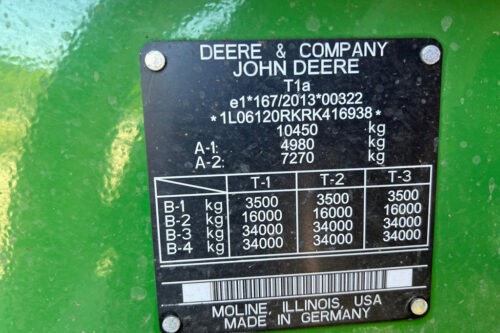 DEERE & COMPANY
JOHN DEERE
T1a
e1*167/2013*00322
*1L06120RKRK416938*
10450 kg
A-1: 4980 kg
A-2: 7270 kg
T-1 T-2 T-3
B-1 kg 3500 3500 3500
B-2 kg 16000 16000 16000
B-3 kg 34000 34000 34000
B-4 kg 34000 34000 34000
MOLINE, ILLINOIS, USA
MADE IN GERMANY